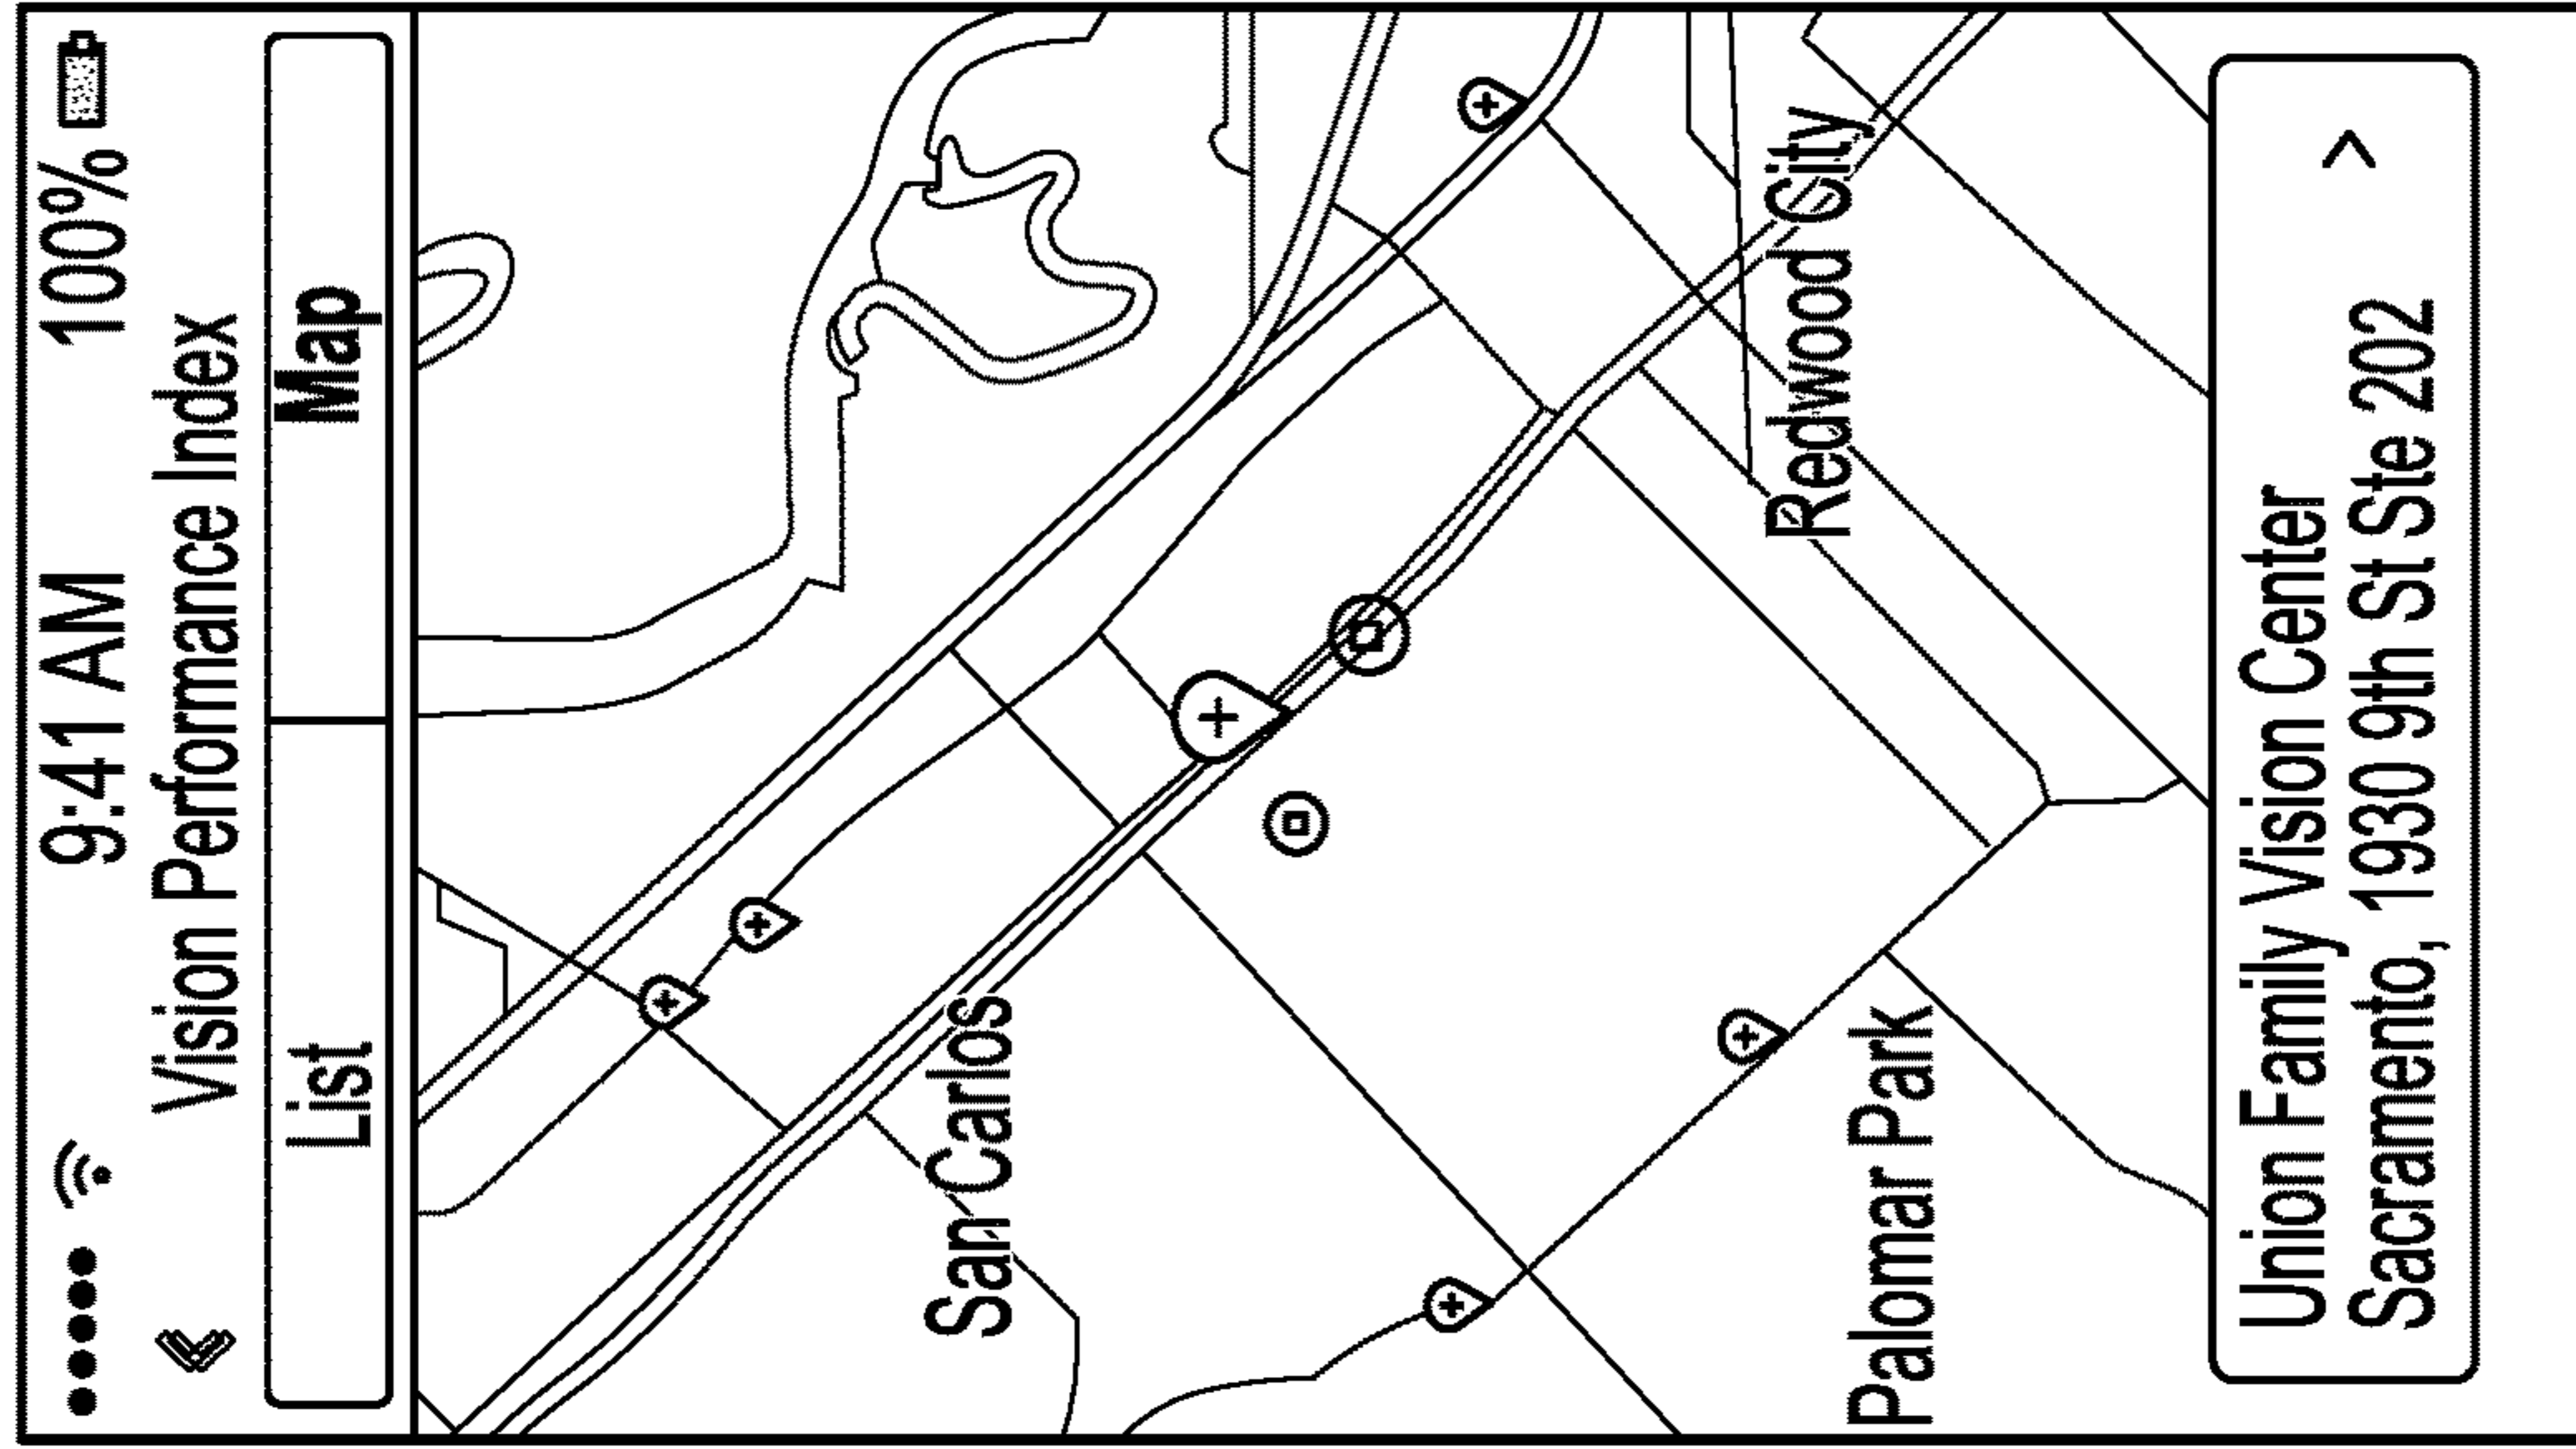 9:41 AM 100%
Vision Performance Index
List Map
San Carlos
Redwood City
Palomar Park
Union Family Vision Center
Sacramento, 1930 9th St Ste 202